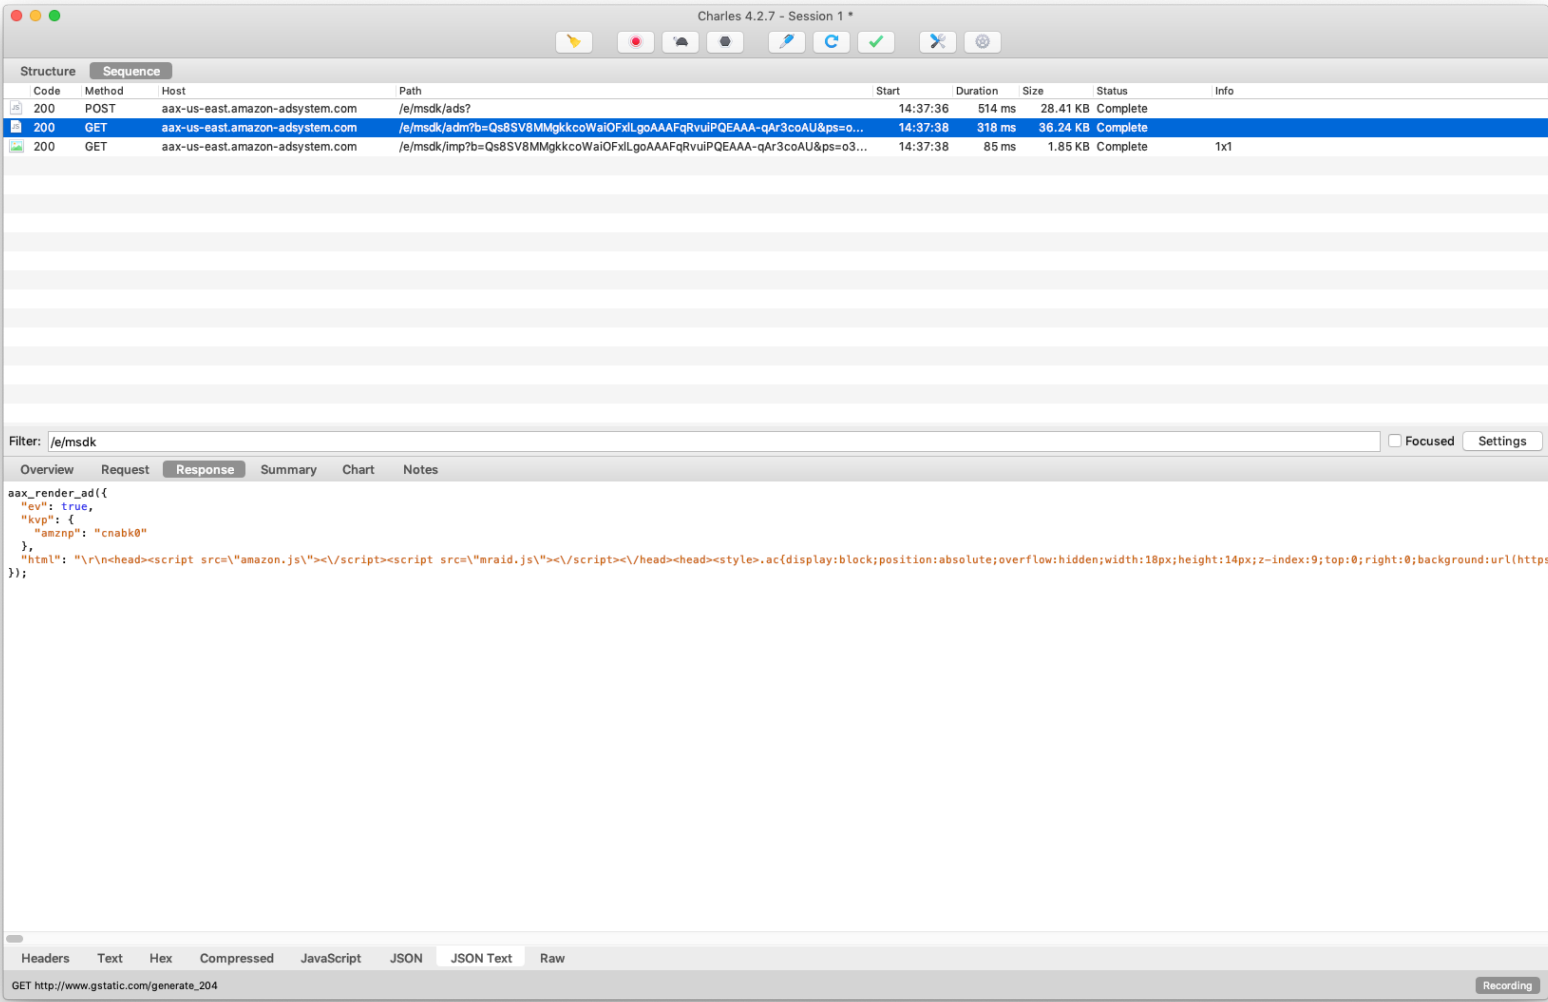 Charles 4.2.7 - Session 1 *
Structure Sequence
Code Method Host Path Start Duration Size Status Info
200 POST aax-us-east.amazon-adsystem.com /e/msdk/ads? 14:37:36 514 ms 28.41 KB Complete
200 GET aax-us-east.amazon-adsystem.com /e/msdk/adm?b=Qs8SV8MMgkkcoWaiOFxlLgoAAAFqRvuiPQEAAA-qAr3coAU&ps=o... 14:37:38 318 ms 36.24 KB Complete
200 GET aax-us-east.amazon-adsystem.com /e/msdk/imp?b=Qs8SV8MMgkkcoWaiOFxlLgoAAAFqRvuiPQEAAA-qAr3coAU&ps=o3... 14:37:38 85 ms 1.85 KB Complete 1x1
Filter: /e/msdk Focused Settings
Overview Request Response Summary Chart Notes
aax_render_ad({
"ev": true,
"kvp": {
"amznp": "cnabk0"
},
"html": "\r\n<head><script src=\"amazon.js\"><\/script><script src=\"mraid.js\"><\/script><\/head><head><style>.ac{display:block;position:absolute;overflow:hidden;width:18px;height:14px;z-index:9;top:0;right:0;background:url(https
});
Headers Text Hex Compressed JavaScript JSON JSON Text Raw
GET http://www.gstatic.com/generate_204 Recording